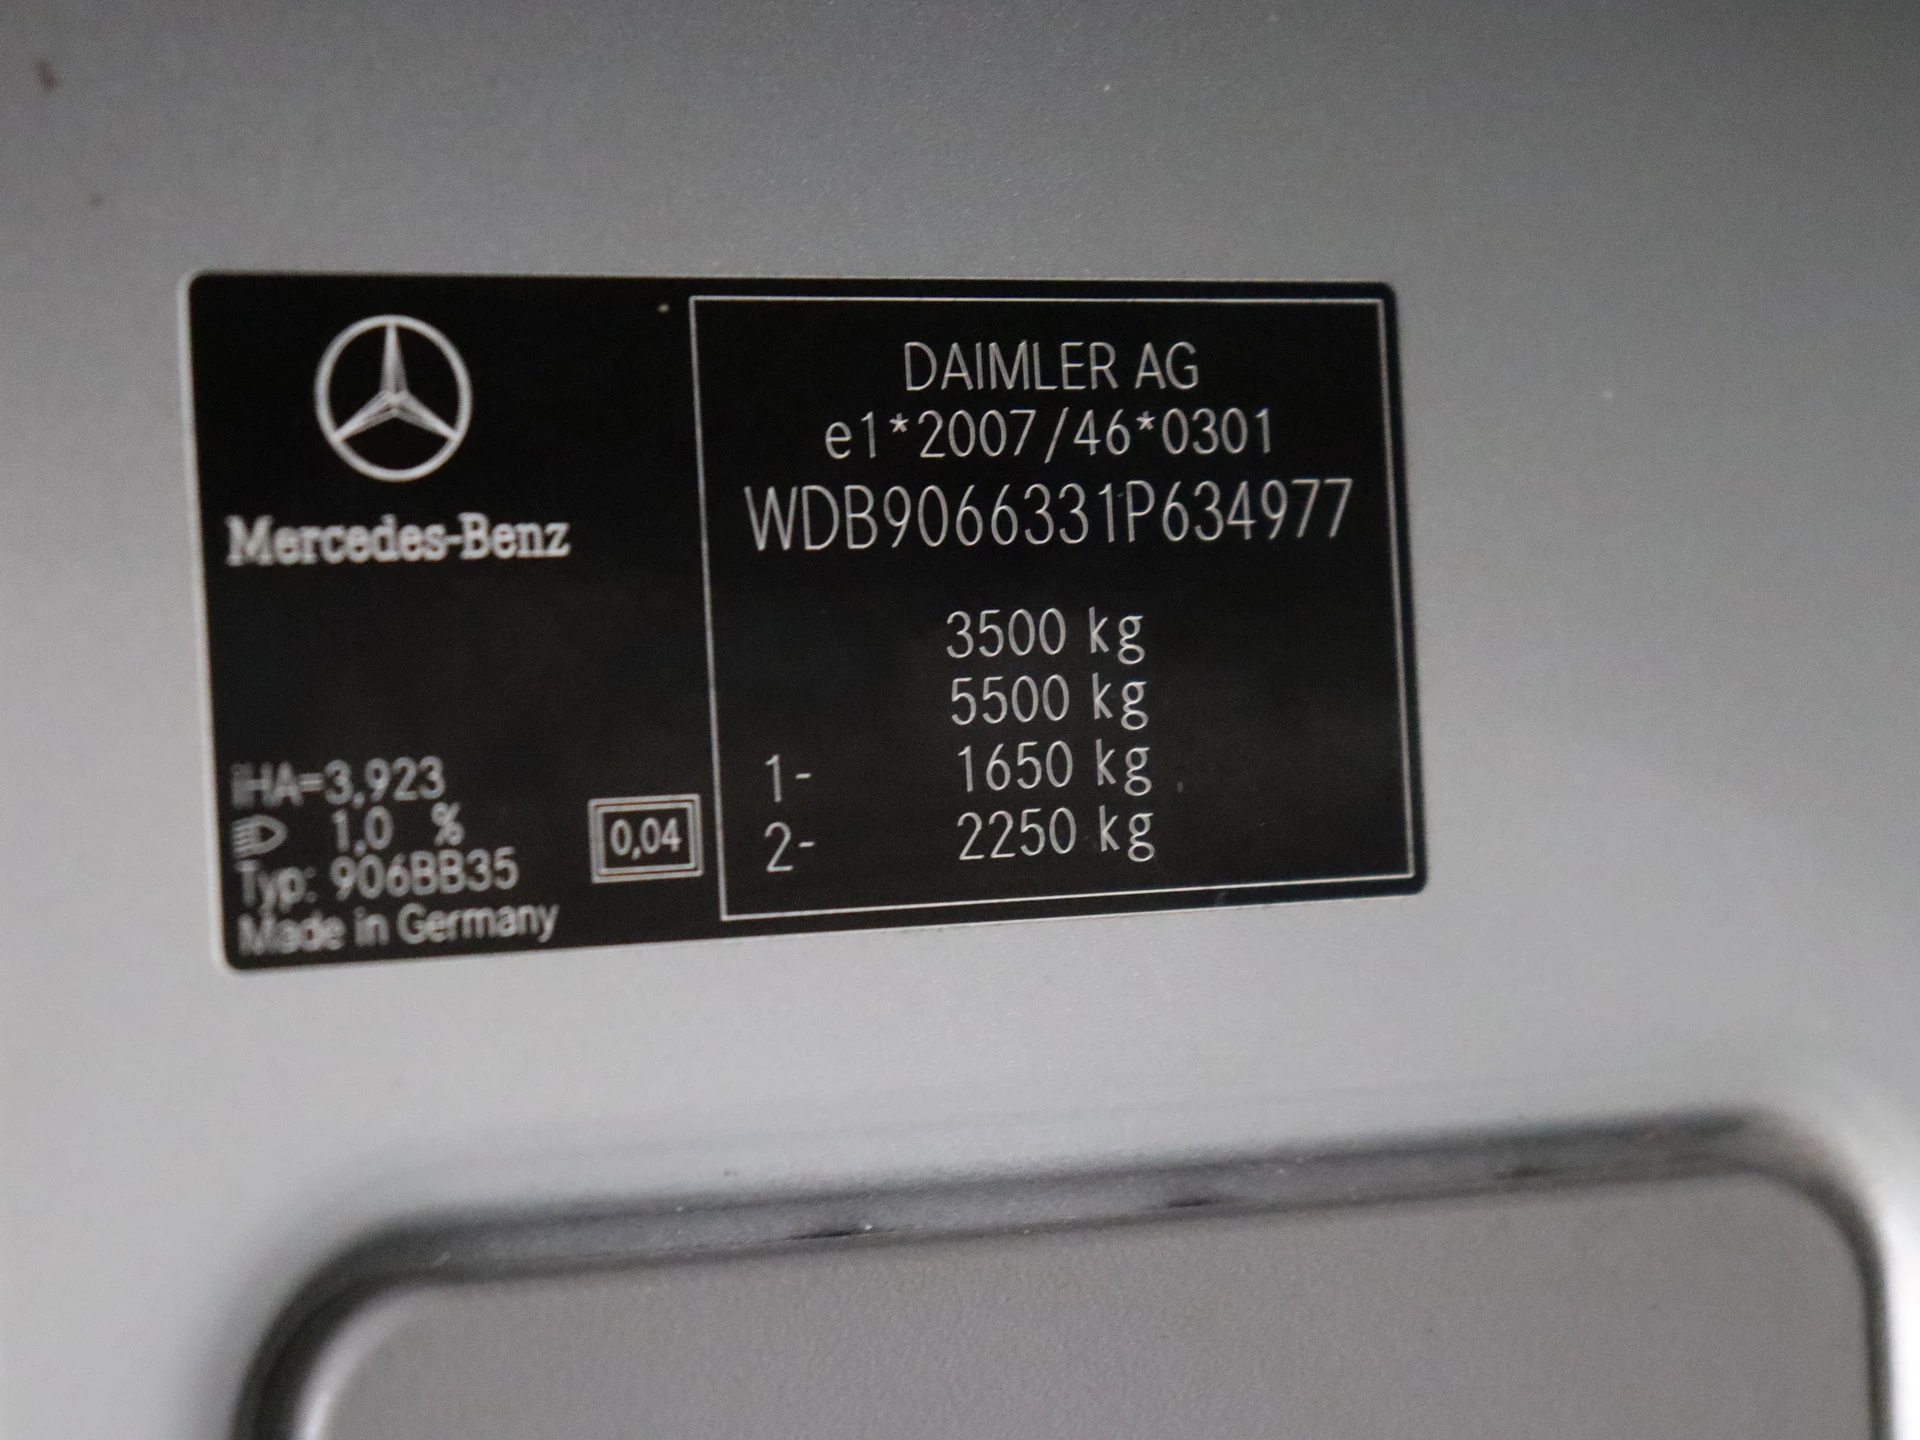 Mercedes-Benz
iHA=3,923
1,0 %
Typ: 906BB35
Made in Germany
0,04
DAIMLER AG
e1*2007/46*0301
WDB9066331P634977
3500 kg
5500 kg
1- 1650 kg
2- 2250 kg